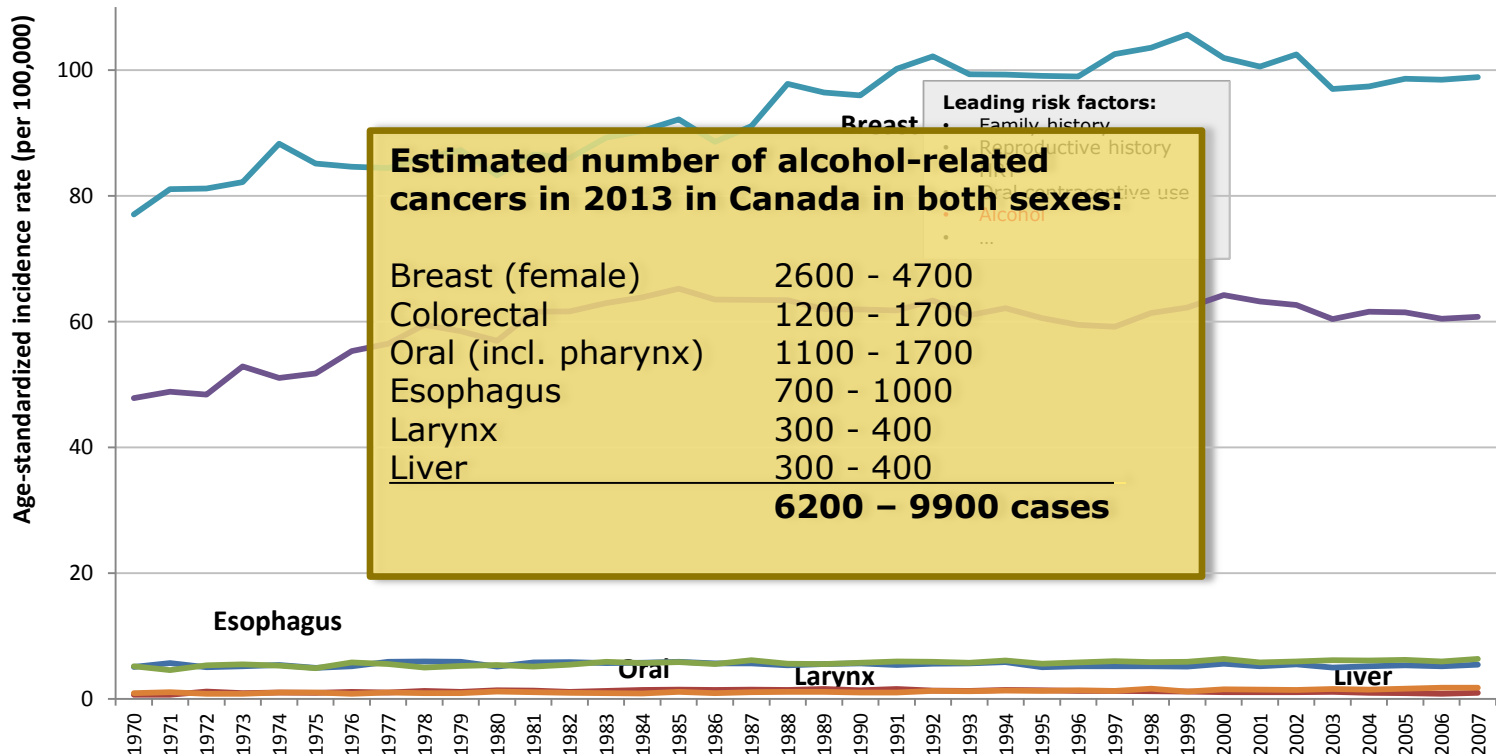 Age-standardized incidence rate (per 100,000)
100
80
60
40
20
0
Breast
Leading risk factors:
• Family history
• Reproductive history
• HRT
• Oral contraceptive use
• Alcohol
• ...
Estimated number of alcohol-related
cancers in 2013 in Canada in both sexes:
Breast (female) 2600 - 4700
Colorectal 1200 - 1700
Oral (incl. pharynx) 1100 - 1700
Esophagus 700 - 1000
Larynx 300 - 400
Liver 300 - 400
6200 – 9900 cases
Esophagus
Oral
Larynx
Liver
1970 1971 1972 1973 1974 1975 1976 1977 1978 1979 1980 1981 1982 1983 1984 1985 1986 1987 1988 1989 1990 1991 1992 1993 1994 1995 1996 1997 1998 1999 2000 2001 2002 2003 2004 2005 2006 2007